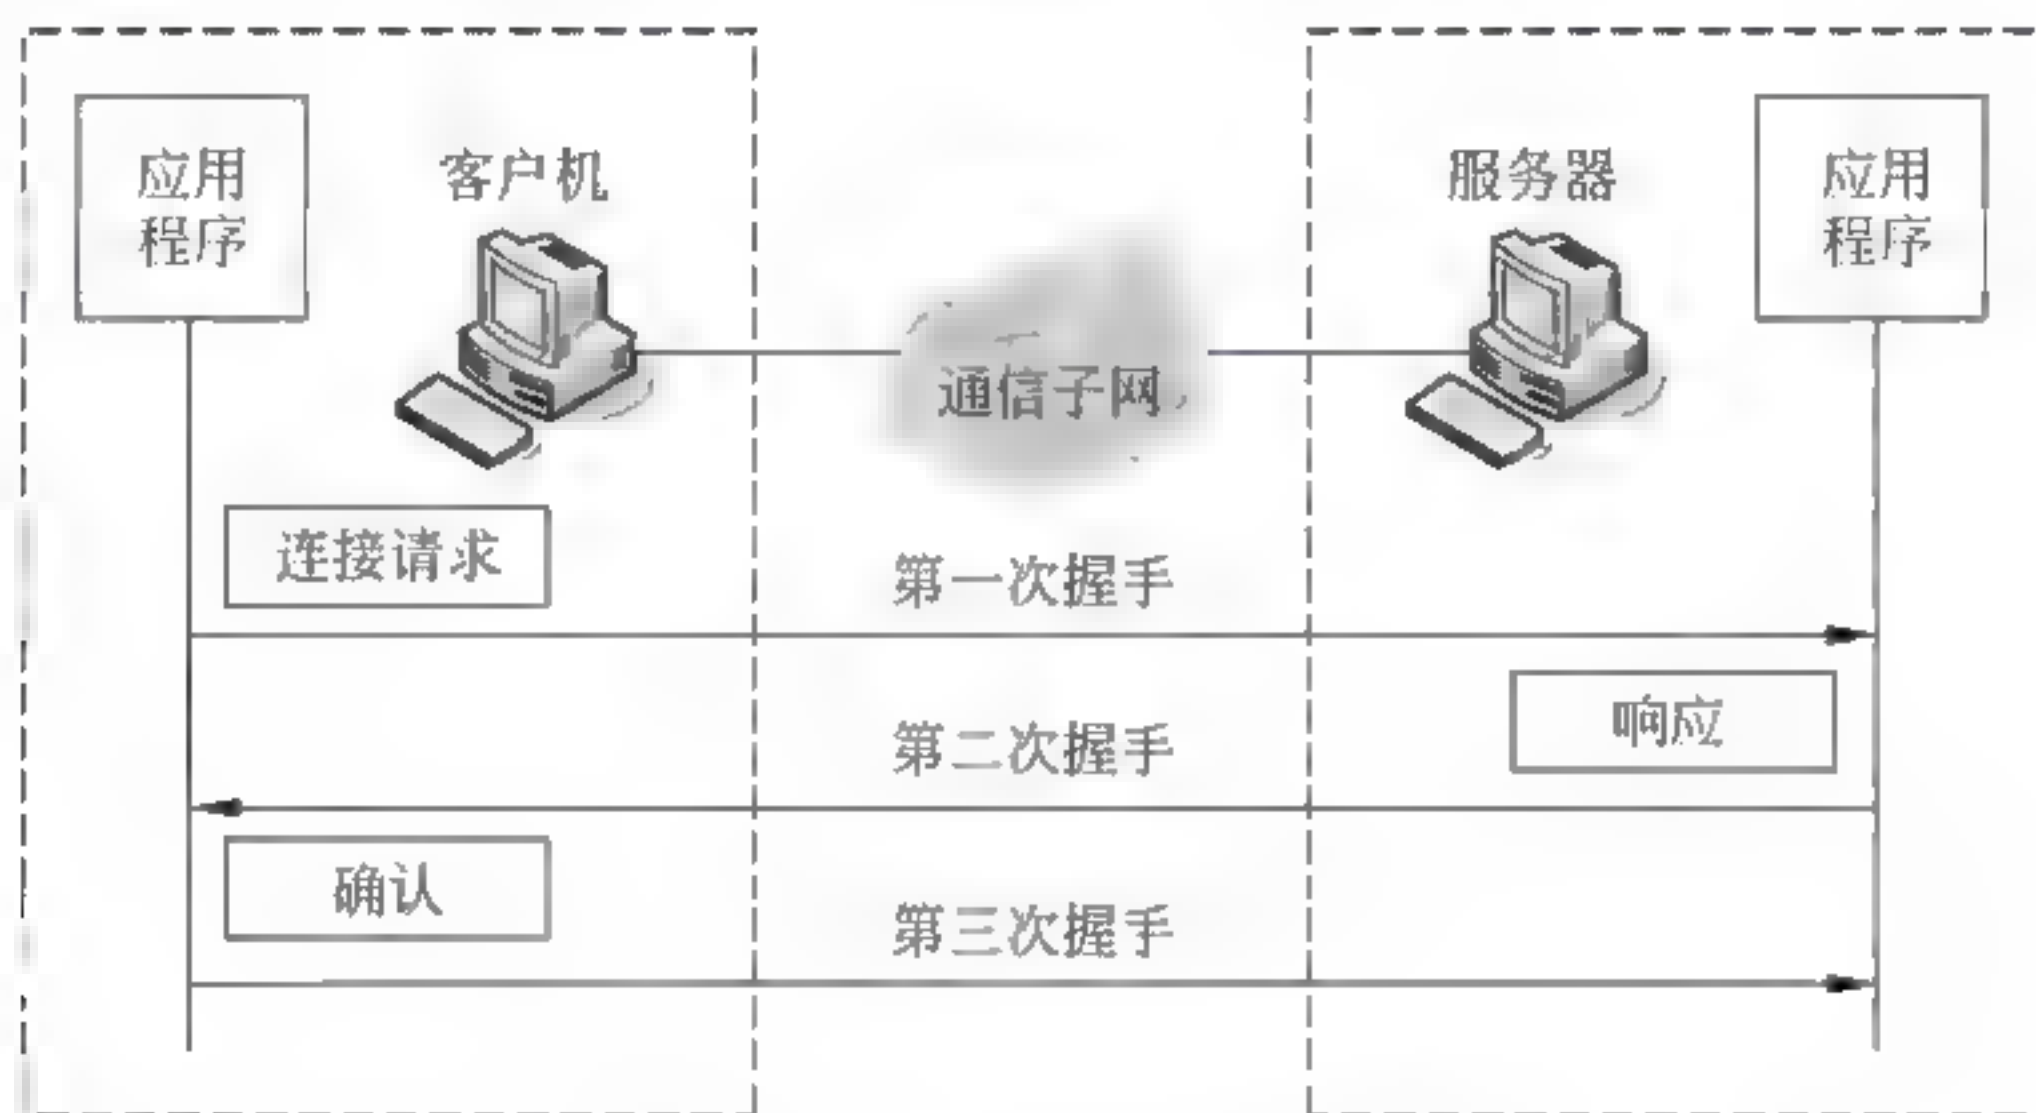 应用
程序
客户机
服务器
应用
程序
通信子网
连接请求
第一次握手
响应
第二次握手
确认
第三次握手